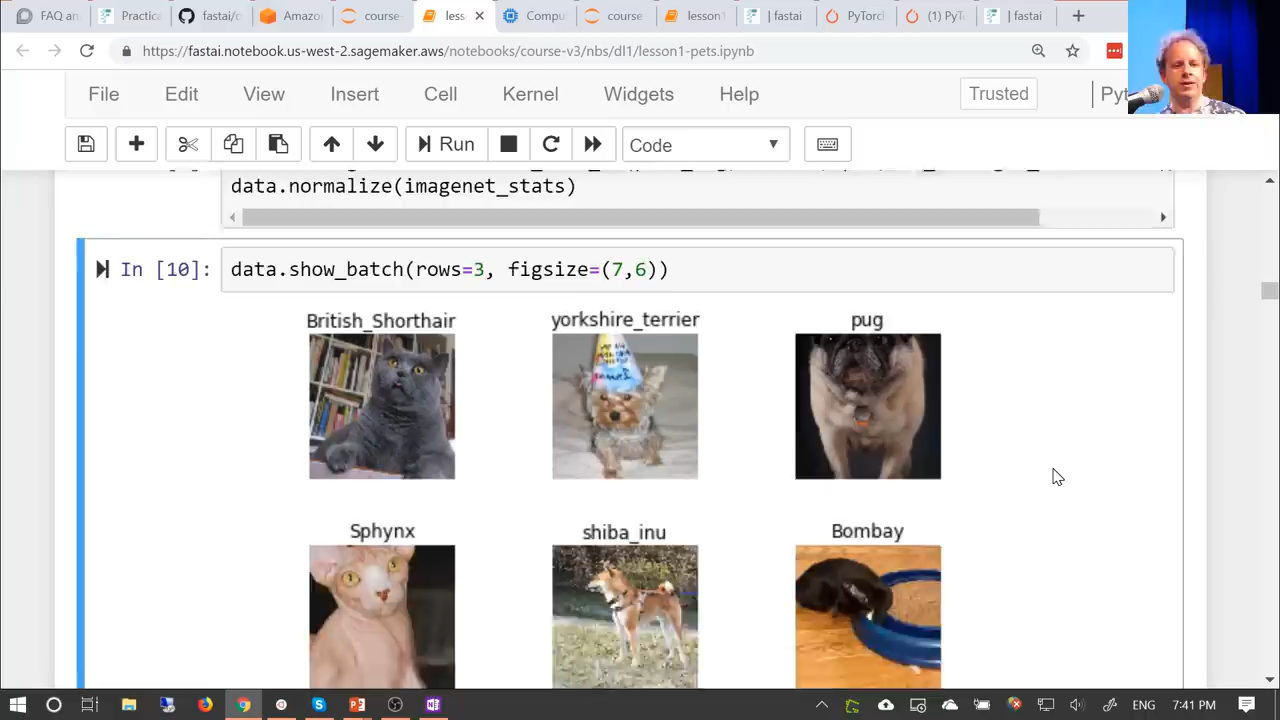 FAQ an
Practica
fastai/b
Amazo
course-
less
Compu
course
lesson1
| fastai
PyTorc
(1) PyT
| fastai
https://fastai.notebook.us-west-2.sagemaker.aws/notebooks/course-v3/nbs/dl1/lesson1-pets.ipynb
File Edit View Insert Cell Kernel Widgets Help Trusted Pyt
Run Code
data.normalize(imagenet_stats)
In [10]: data.show_batch(rows=3, figsize=(7,6))
British_Shorthair yorkshire_terrier pug
Sphynx shiba_inu Bombay
ENG 7:41 PM